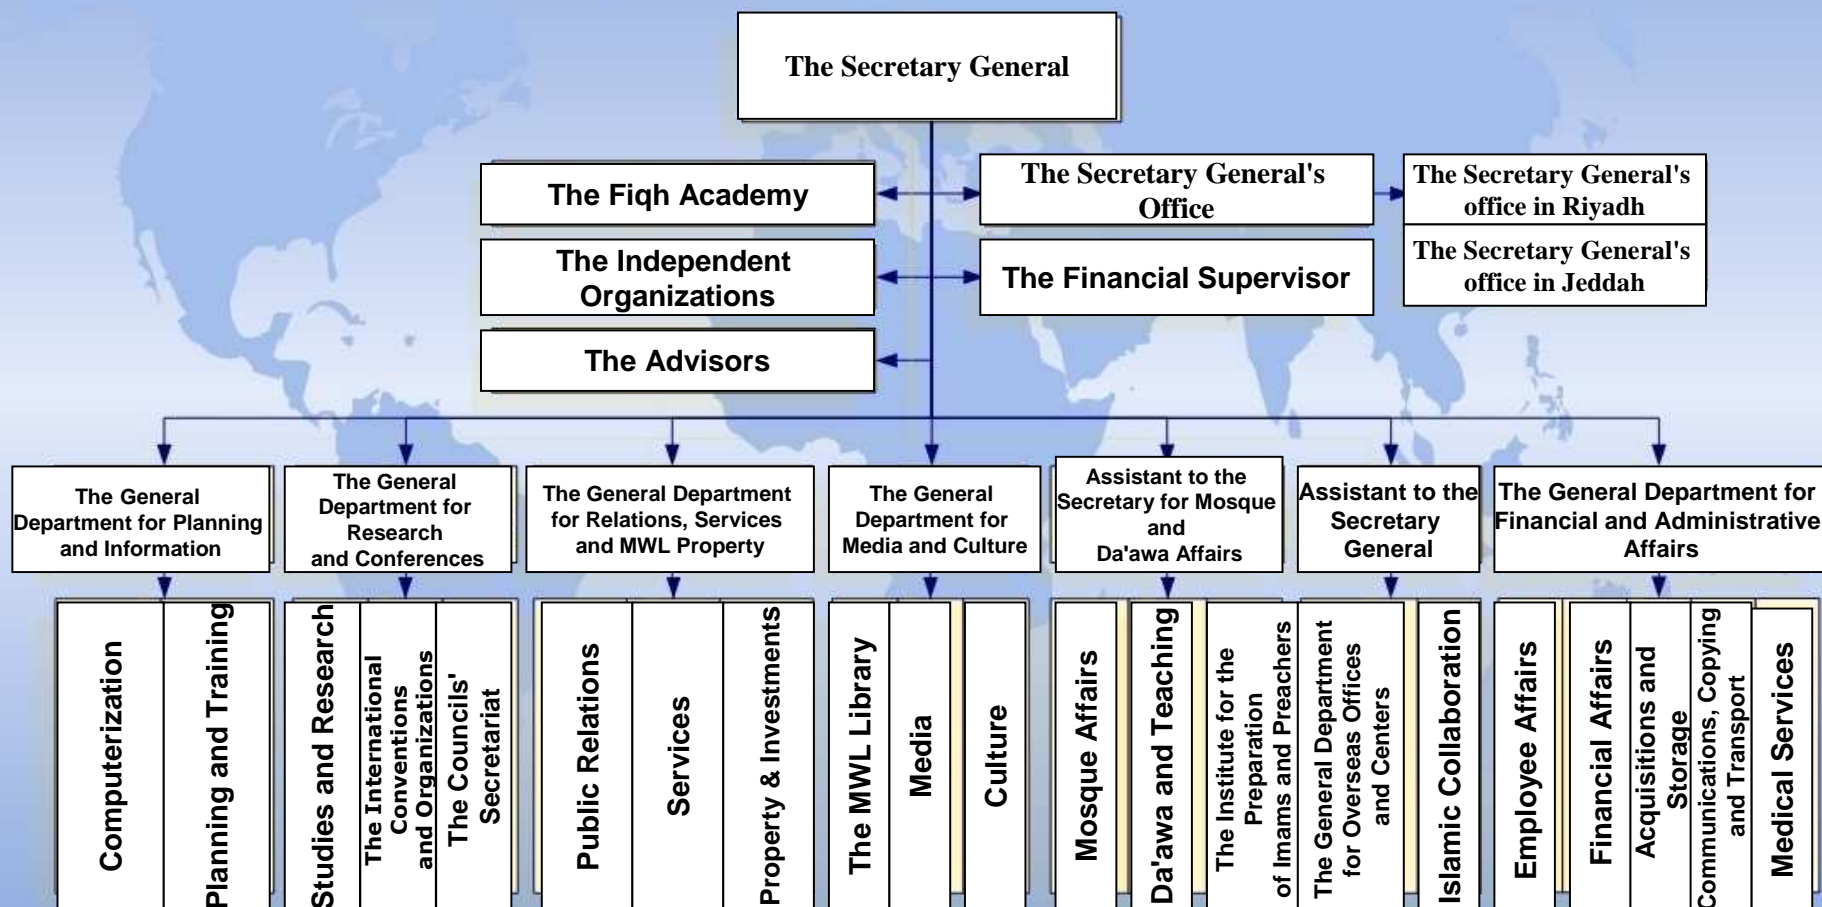 The Secretary General
The Fiqh Academy
The Secretary General's
Office
The Secretary General's
office in Riyadh
The Independent
Organizations
The Financial Supervisor
The Secretary General's
office in Jeddah
The Advisors
The General
Department for Planning
and Information
The General
Department for
Research
and Conferences
The General Department
for Relations, Services
and MWL Property
The General
Department for
Media and Culture
Assistant to the
Secretary for Mosque
and
Da'awa Affairs
Assistant to the
Secretary
General
The General Department for
Financial and Administrative
Affairs
Computerization
Planning and Training
Studies and Research
The International
Conventions
and Organizations
The Councils'
Secretariat
Public Relations
Services
Property & Investments
The MWL Library
Media
Culture
Mosque Affairs
Da'awa and Teaching
The Institute for the
Preparation
of Imams and Preachers
The General Department
for Overseas Offices
and Centers
Islamic Collaboration
Employee Affairs
Financial Affairs
Acquisitions and
Storage
Communications, Copying
and Transport
Medical Services